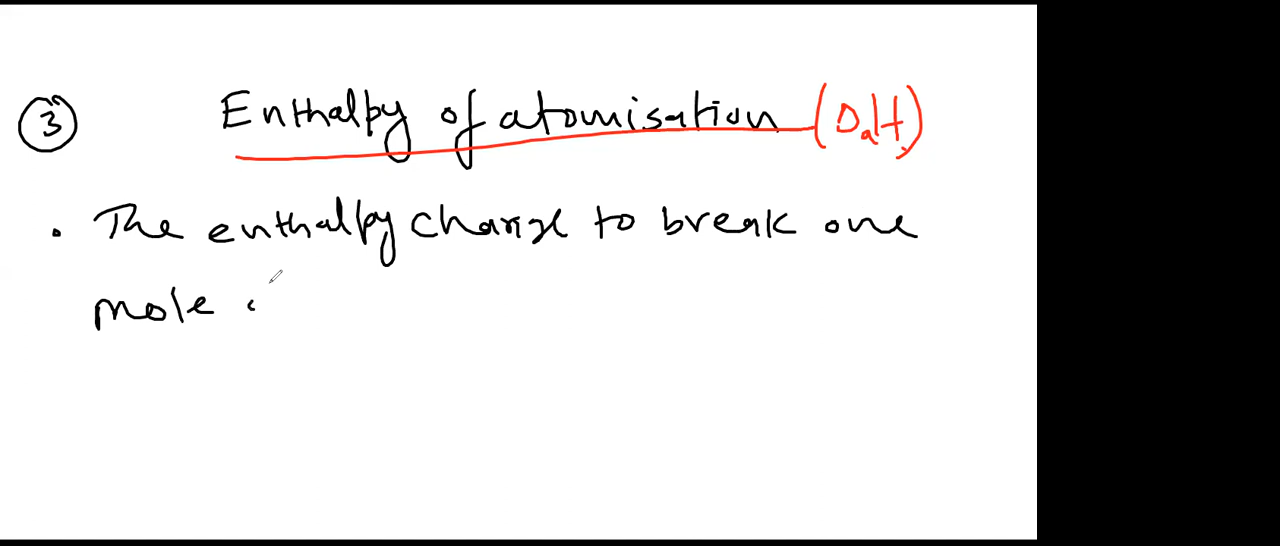 3 Enthalpy of atomisation (ΔaH)
. The enthalpy change to break one
mole